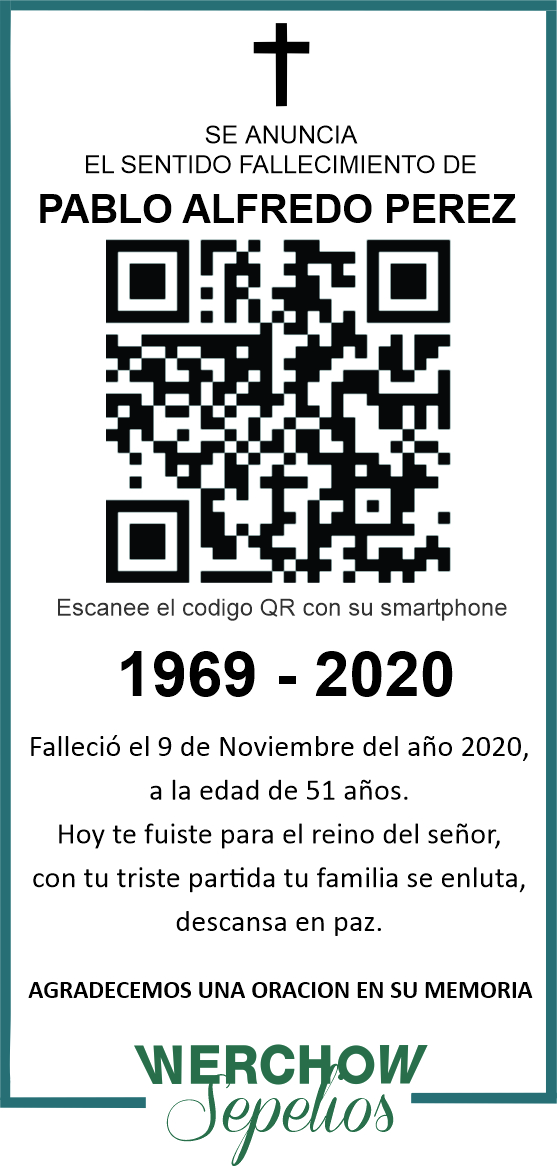 SE ANUNCIA
EL SENTIDO FALLECIMIENTO DE
PABLO ALFREDO PEREZ
Escanee el codigo QR con su smartphone
1969 - 2020
Falleció el 9 de Noviembre del año 2020,
a la edad de 51 años.
Hoy te fuiste para el reino del señor,
con tu triste partida tu familia se enluta,
descansa en paz.
AGRADECEMOS UNA ORACION EN SU MEMORIA
WERCHOW
Sepelios